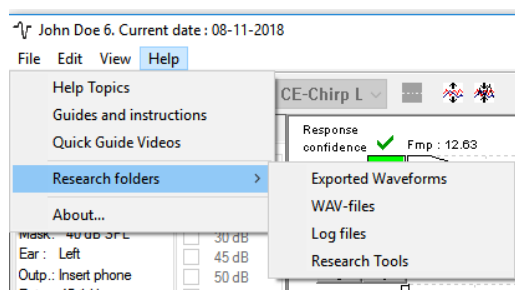 John Doe 6. Current date : 08-11-2018
File Edit View Help
Help Topics
Guides and instructions
Quick Guide Videos
Research folders
About...
CE-Chirp L
Response
confidence
Fmp : 12.63
Exported Waveforms
WAV-files
Log files
Research Tools
Mask: 40 dB SPL
30 dB
Ear : Left
45 dB
Outp.: Insert phone
50 dB